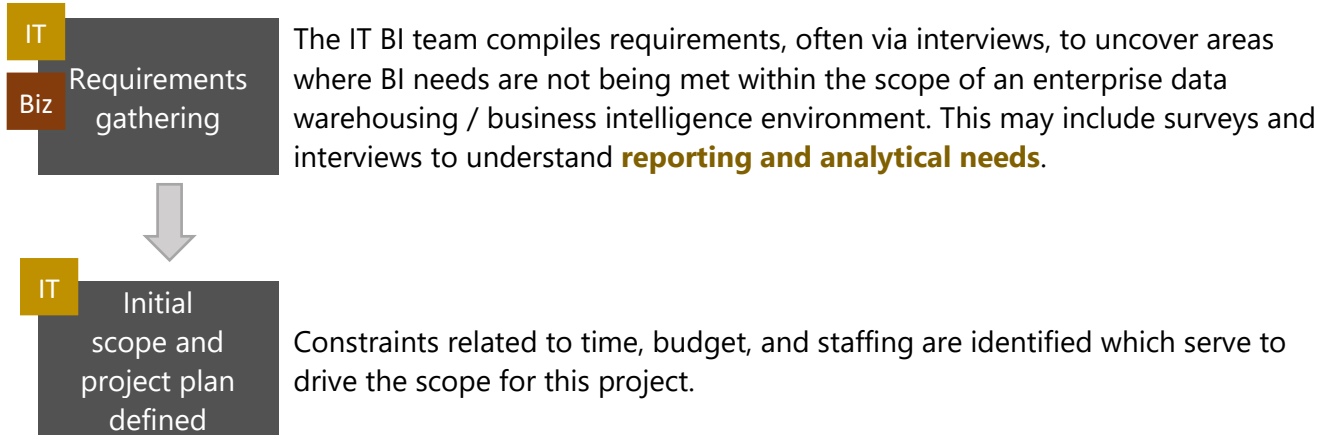 IT
Biz
Requirements
gathering
The IT BI team compiles requirements, often via interviews, to uncover areas
where BI needs are not being met within the scope of an enterprise data
warehousing / business intelligence environment. This may include surveys and
interviews to understand reporting and analytical needs.
IT
Initial
scope and
project plan
defined
Constraints related to time, budget, and staffing are identified which serve to
drive the scope for this project.